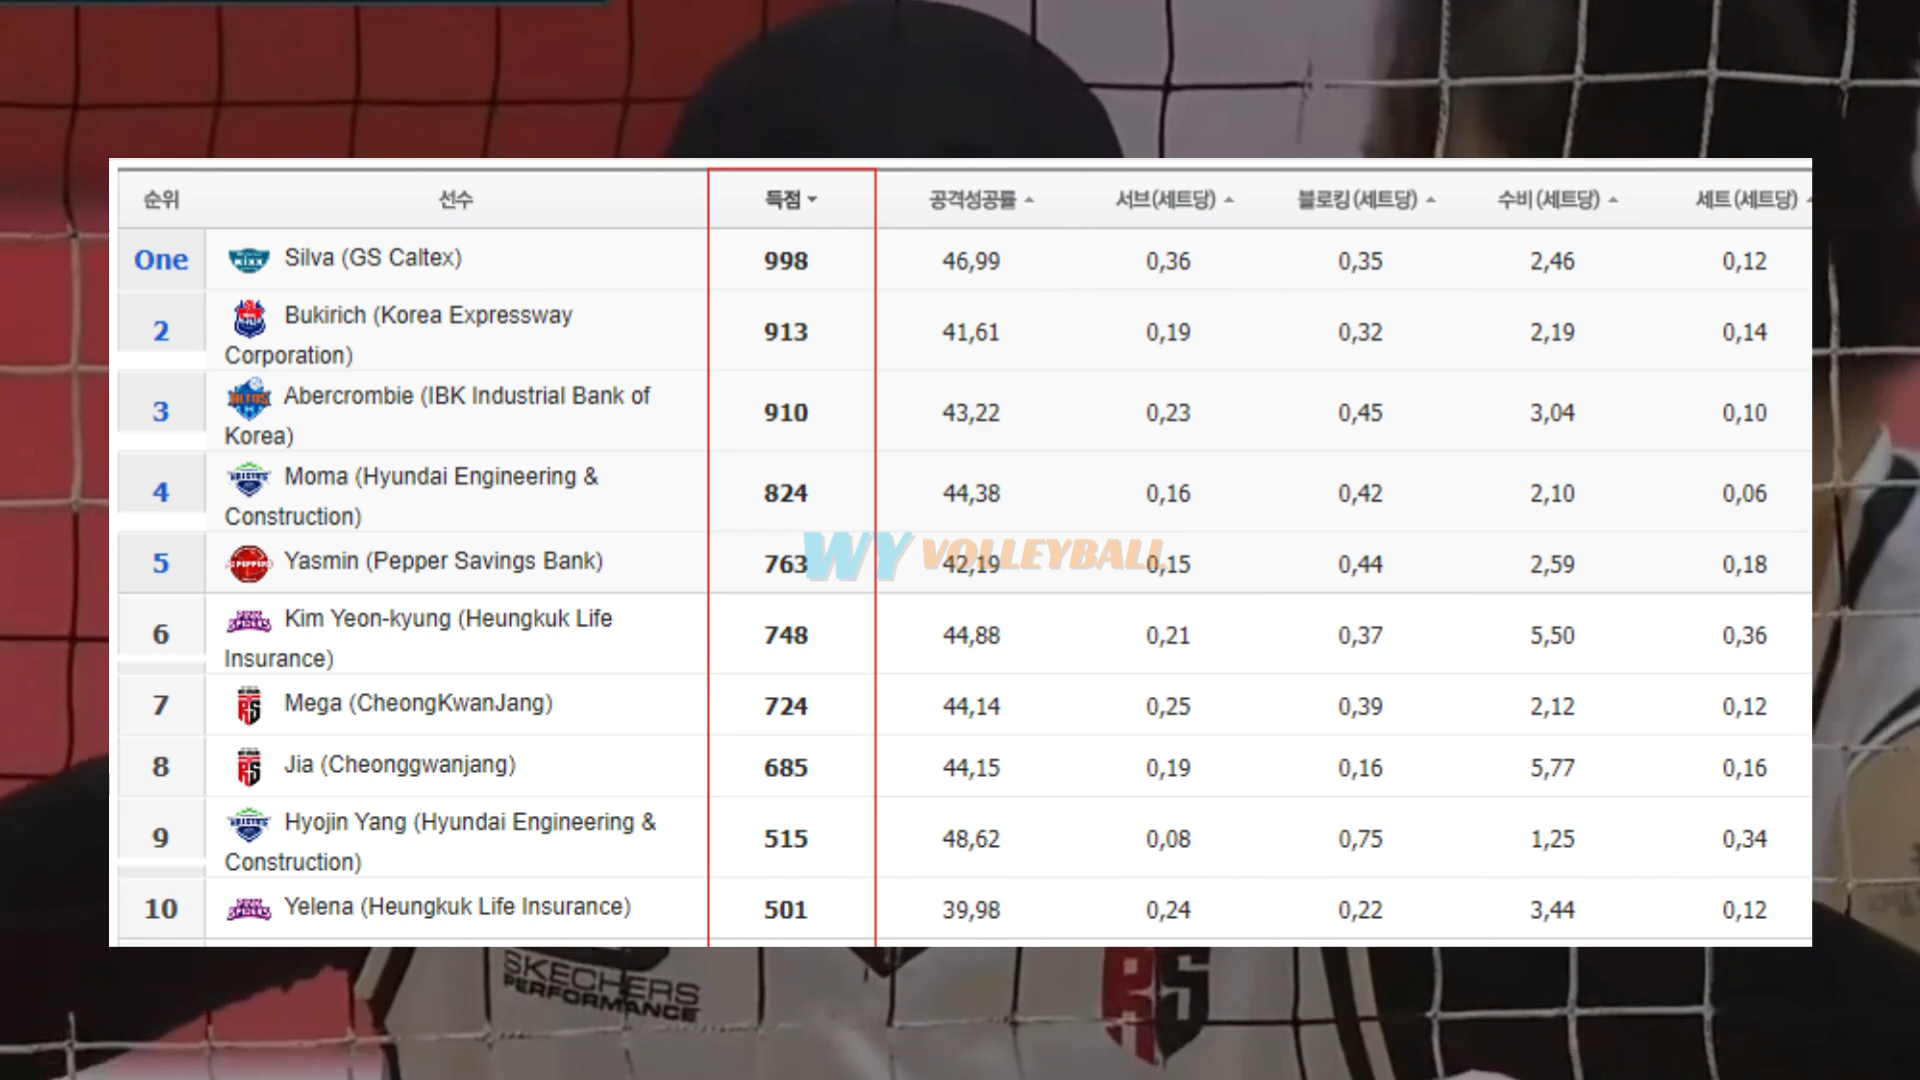 순위 선수 득점 공격성공률 서브(세트당) 블로킹(세트당) 수비(세트당) 세트(세트당)
One Silva (GS Caltex) 998 46,99 0,36 0,35 2,46 0,12
2 Bukirich (Korea Expressway
Corporation) 913 41,61 0,19 0,32 2,19 0,14
3 Abercrombie (IBK Industrial Bank of
Korea) 910 43,22 0,23 0,45 3,04 0,10
4 Moma (Hyundai Engineering &
Construction) 824 44,38 0,16 0,42 2,10 0,06
WY VOLLEYBALL
5 Yasmin (Pepper Savings Bank) 763 42,19 0,15 0,44 2,59 0,18
6 Kim Yeon-kyung (Heungkuk Life
Insurance) 748 44,88 0,21 0,37 5,50 0,36
7 Mega (CheongKwanJang) 724 44,14 0,25 0,39 2,12 0,12
8 Jia (Cheonggwanjang) 685 44,15 0,19 0,16 5,77 0,16
9 Hyojin Yang (Hyundai Engineering &
Construction) 515 48,62 0,08 0,75 1,25 0,34
10 Yelena (Heungkuk Life Insurance) 501 39,98 0,24 0,22 3,44 0,12
SKECHERS
PERFORMANCE
RS